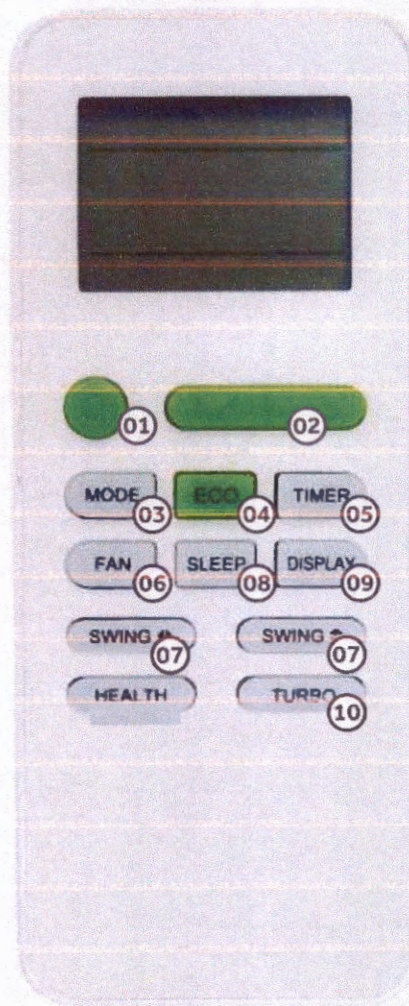 01 02
MODE ECO TIMER
03 04 05
FAN SLEEP DISPLAY
06 08 09
SWING SWING
07 07
HEALTH TURBO
10